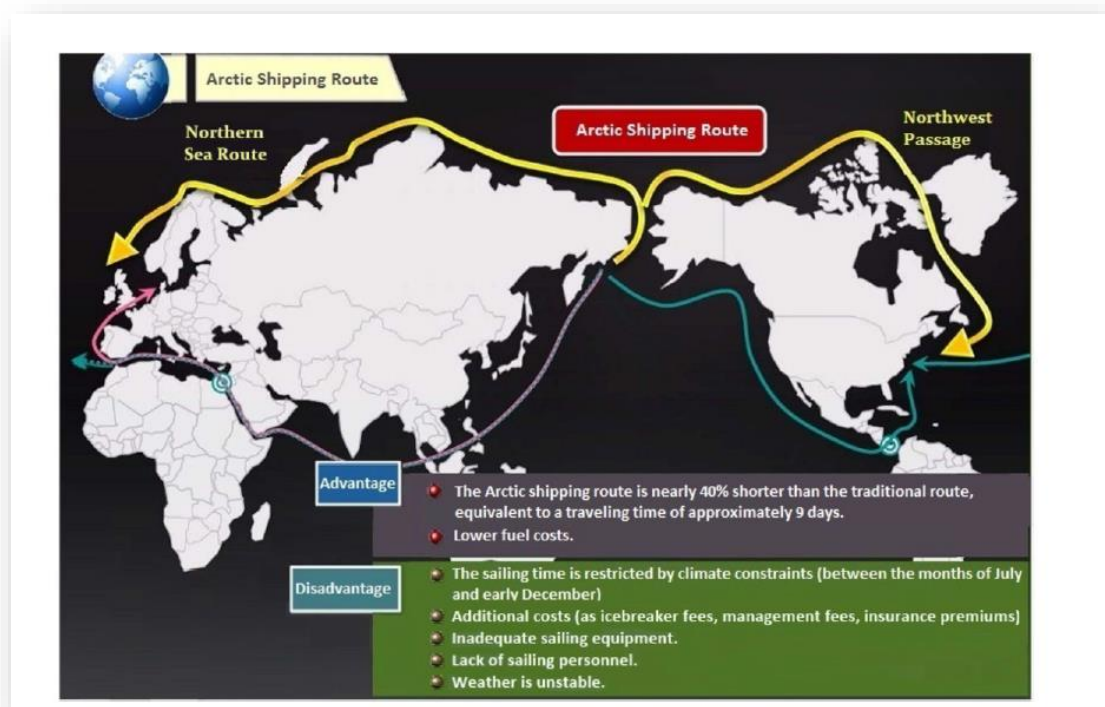 Arctic Shipping Route
Northern
Sea Route
Arctic Shipping Route
Northwest
Passage
Advantage
The Arctic shipping route is nearly 40% shorter than the traditional route,
equivalent to a traveling time of approximately 9 days.
Lower fuel costs.
Disadvantage
The sailing time is restricted by climate constraints (between the months of July
and early December)
Additional costs (as icebreaker fees, management fees, insurance premiums)
Inadequate sailing equipment.
Lack of sailing personnel.
Weather is unstable.